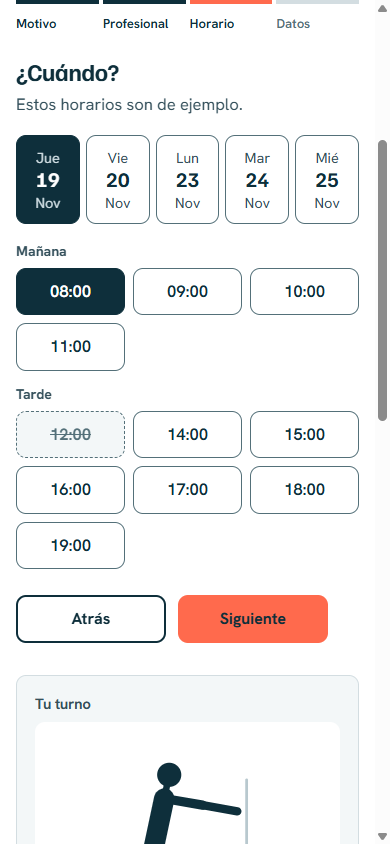 Motivo Profesional Horario Datos
¿Cuándo?
Estos horarios son de ejemplo.
Jue Vie Lun Mar Mié
19 20 23 24 25
Nov Nov Nov Nov Nov
Mañana
08:00 09:00 10:00
11:00
Tarde
12:00 14:00 15:00
16:00 17:00 18:00
19:00
Atrás Siguiente
Tu turno